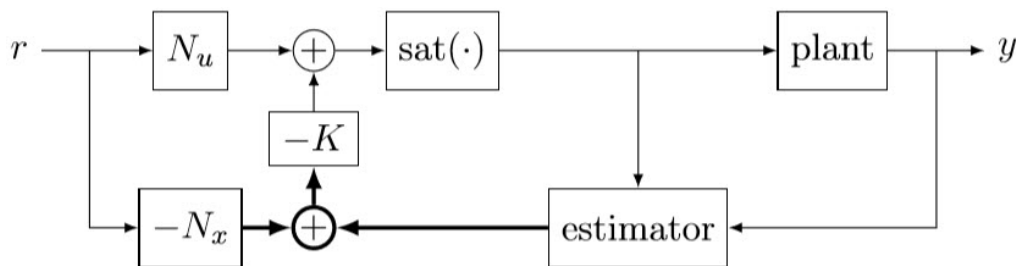 r N_u + sat(·) plant y
−K
−N_x + estimator